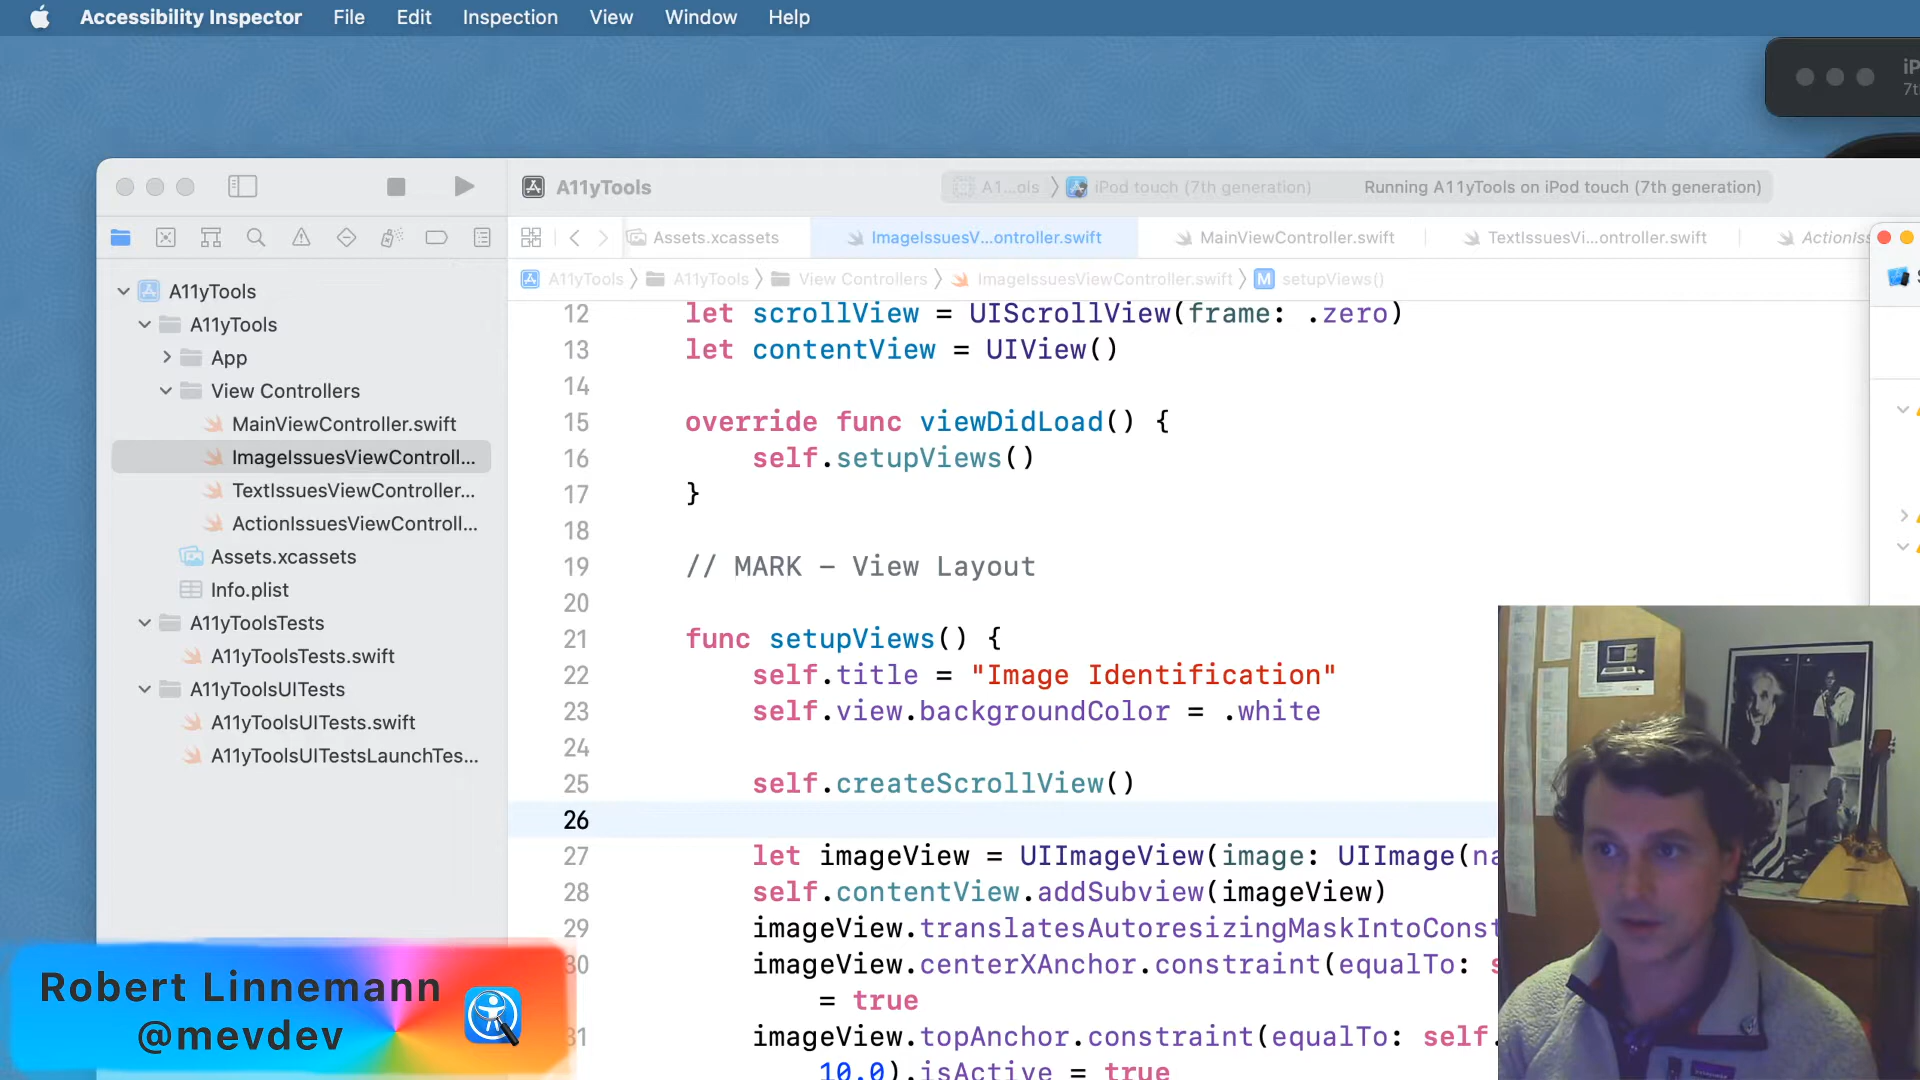 Accessibility Inspector File Edit Inspection View Window Help
iP
7th
A11yTools
A1...ols iPod touch (7th generation) Running A11yTools on iPod touch (7th generation)
Assets.xcassets ImageIssuesV...ontroller.swift MainViewController.swift TextIssuesVi...ontroller.swift ActionIss
A11yTools A11yTools View Controllers ImageIssuesViewController.swift M setupViews()
A11yTools
A11yTools
App
View Controllers
MainViewController.swift
ImageIssuesViewControll...
TextIssuesViewController...
ActionIssuesViewControll...
Assets.xcassets
Info.plist
A11yToolsTests
A11yToolsTests.swift
A11yToolsUITests
A11yToolsUITests.swift
A11yToolsUITestsLaunchTes...
12 let scrollView = UIScrollView(frame: .zero)
13 let contentView = UIView()
14
15 override func viewDidLoad() {
16 self.setupViews()
17 }
18
19 // MARK – View Layout
20
21 func setupViews() {
22 self.title = "Image Identification"
23 self.view.backgroundColor = .white
24
25 self.createScrollView()
26
27 let imageView = UIImageView(image: UIImage(na
28 self.contentView.addSubview(imageView)
29 imageView.translatesAutoresizingMaskIntoConst
30 imageView.centerXAnchor.constraint(equalTo: s
= true
31 imageView.topAnchor.constraint(equalTo: self.
10.0).isActive = true
Robert Linnemann
@mevdev